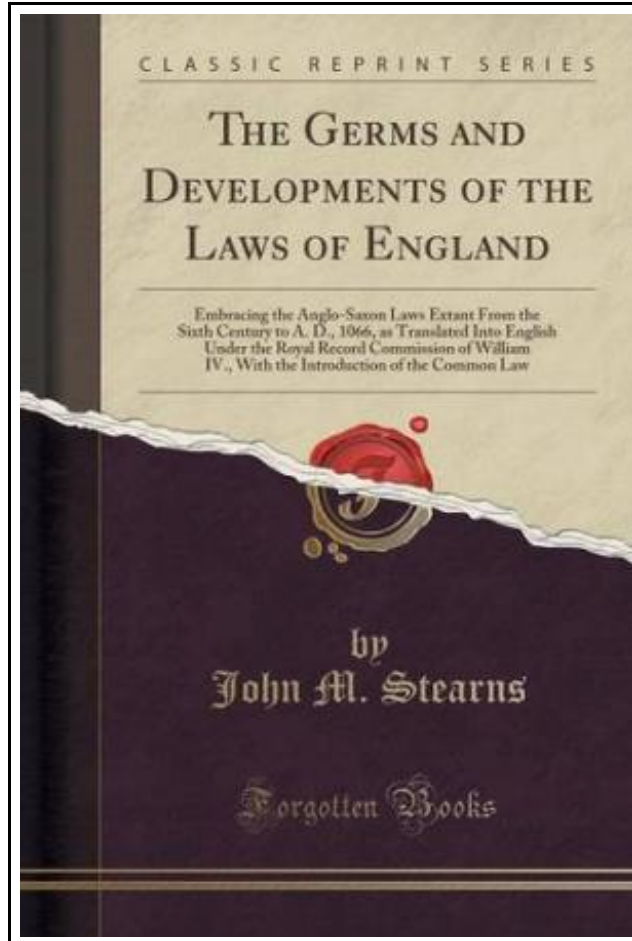 CLASSIC REPRINT SERIES
THE GERMS AND
DEVELOPMENTS OF THE
LAWS OF ENGLAND
Embracing the Anglo-Saxon Laws Extant From the
Sixth Century to A. D., 1066, as Translated Into English
Under the Royal Record Commission of William
IV., With the Introduction of the Common Law
by
John M. Stearns
Forgotten Books